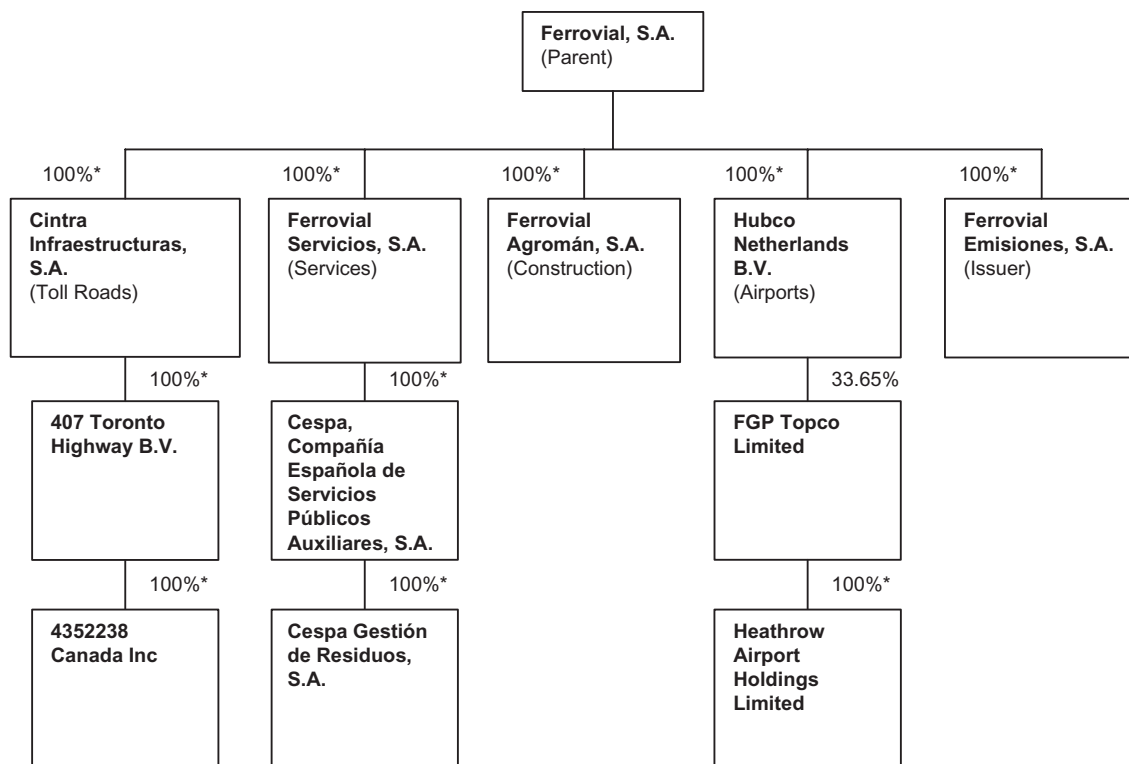 Ferrovial, S.A.
(Parent)
100%*
100%*
100%*
100%*
100%*
Cintra
Infraestructuras,
S.A.
(Toll Roads)
Ferrovial
Servicios, S.A.
(Services)
Ferrovial
Agromán, S.A.
(Construction)
Hubco
Netherlands
B.V.
(Airports)
Ferrovial
Emisiones, S.A.
(Issuer)
100%*
100%*
33.65%
407 Toronto
Highway B.V.
Cespa,
Compañía
Española de
Servicios
Públicos
Auxiliares, S.A.
FGP Topco
Limited
100%*
100%*
100%*
4352238
Canada Inc
Cespa Gestión
de Residuos,
S.A.
Heathrow
Airport
Holdings
Limited